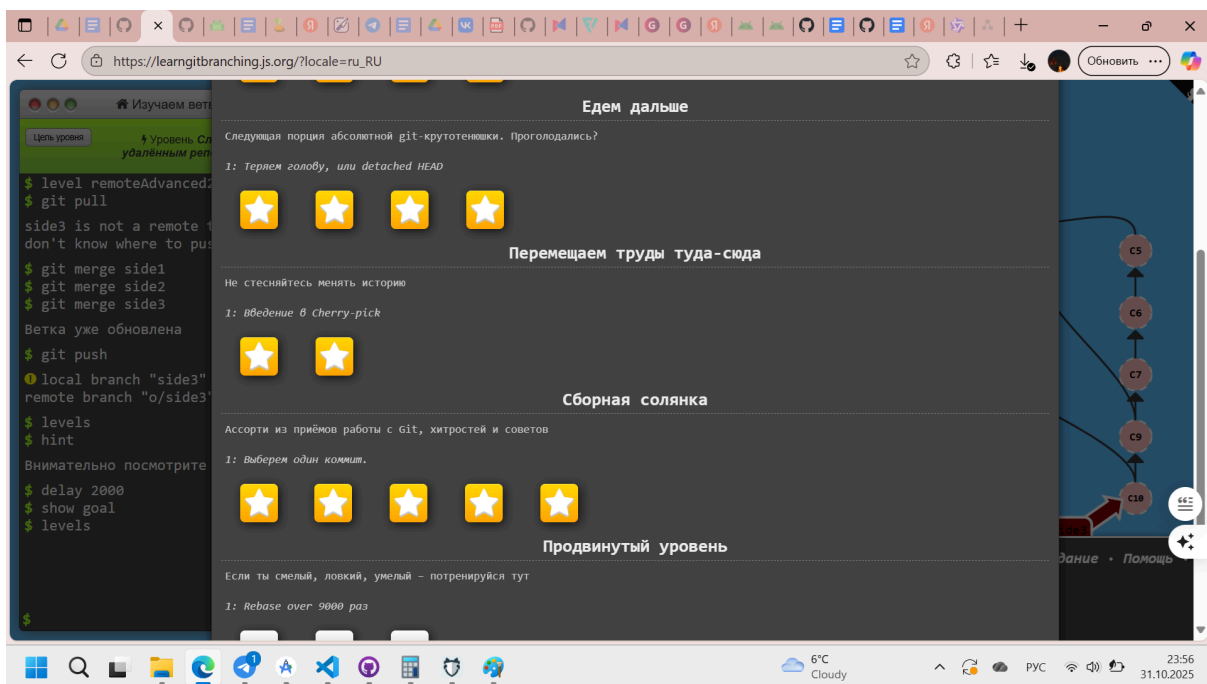 https://learngitbranching.js.org/?locale=ru_RU
Обновить
Изучаем вет
Цель уровня
Уровень Сл
удалённым реп
$ level remoteAdvanced2
$ git pull
side3 is not a remote t
don't know where to pus
$ git merge side1
$ git merge side2
$ git merge side3
Ветка уже обновлена
$ git push
local branch "side3"
remote branch "o/side3"
$ levels
$ hint
Внимательно посмотрите
$ delay 2000
$ show goal
$ levels
$
Едем дальше
Следующая порция абсолютной git-крутотенюшки. Проголодались?
1: Теряем голову, или detached HEAD
Перемещаем труды туда-сюда
Не стесняйтесь менять историю
1: Введение в Cherry-pick
Сборная солянка
Ассорти из приёмов работы с Git, хитростей и советов
1: Выберем один коммит.
Продвинутый уровень
Если ты смелый, ловкий, умелый – потренируйся тут
1: Rebase over 9000 раз
C5
C6
C7
C9
C10
ide3
дание • Помощь
6°C
Cloudy
РУС
23:56
31.10.2025